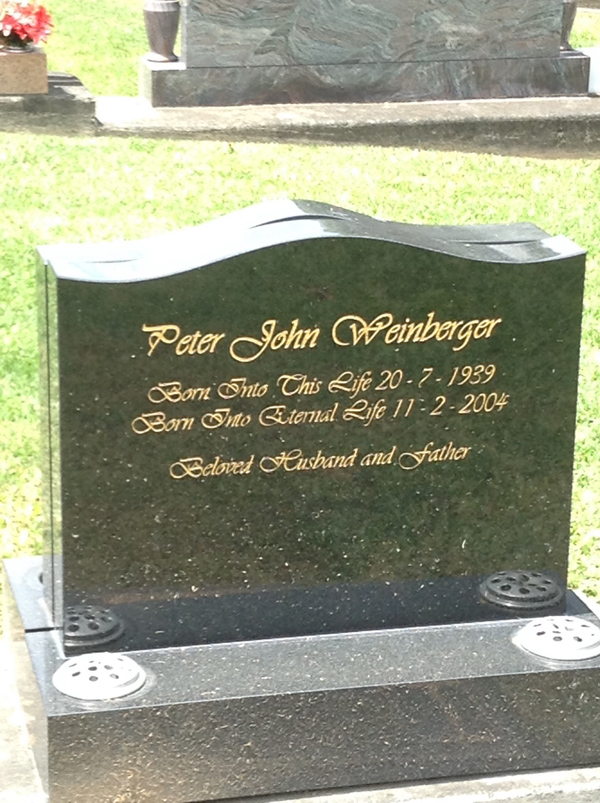 Peter John Weinberger
Born Into This Life 20 - 7 - 1939
Born Into Eternal Life 11 - 2 - 2004
Beloved Husband and Father